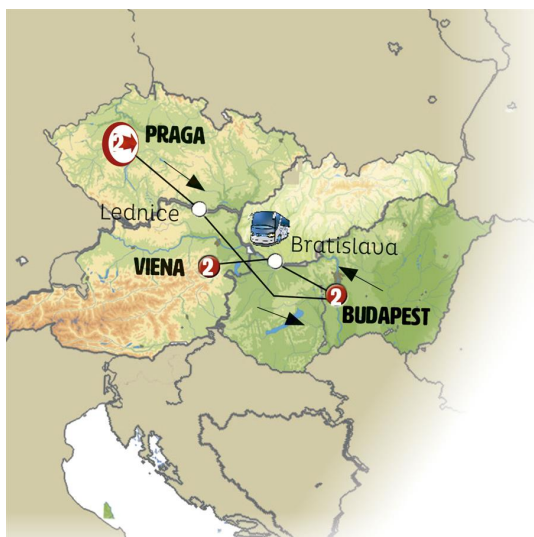 2
PRAGA
Lednice
Bratislava
VIENA
2
2
BUDAPEST